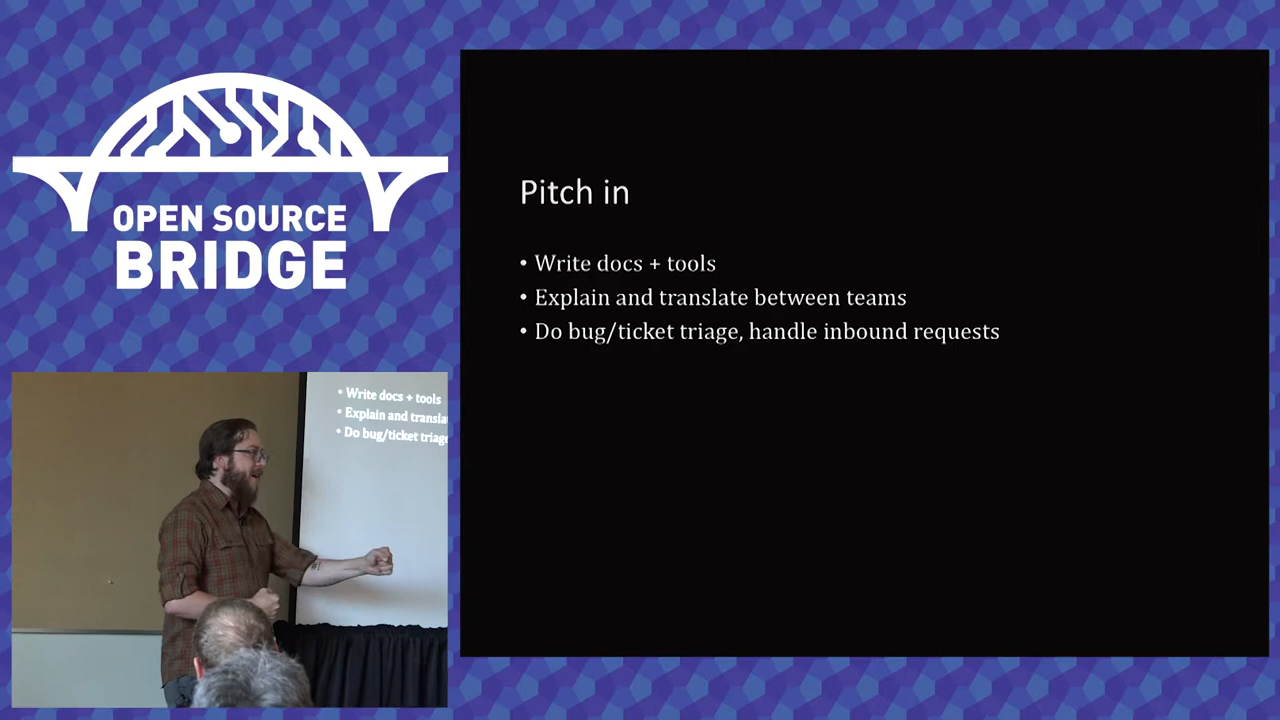 OPEN SOURCE
BRIDGE
Pitch in
• Write docs + tools
• Explain and translate between teams
• Do bug/ticket triage, handle inbound requests
• Write docs + tools
• Explain and transla
• Do bug/ticket triage